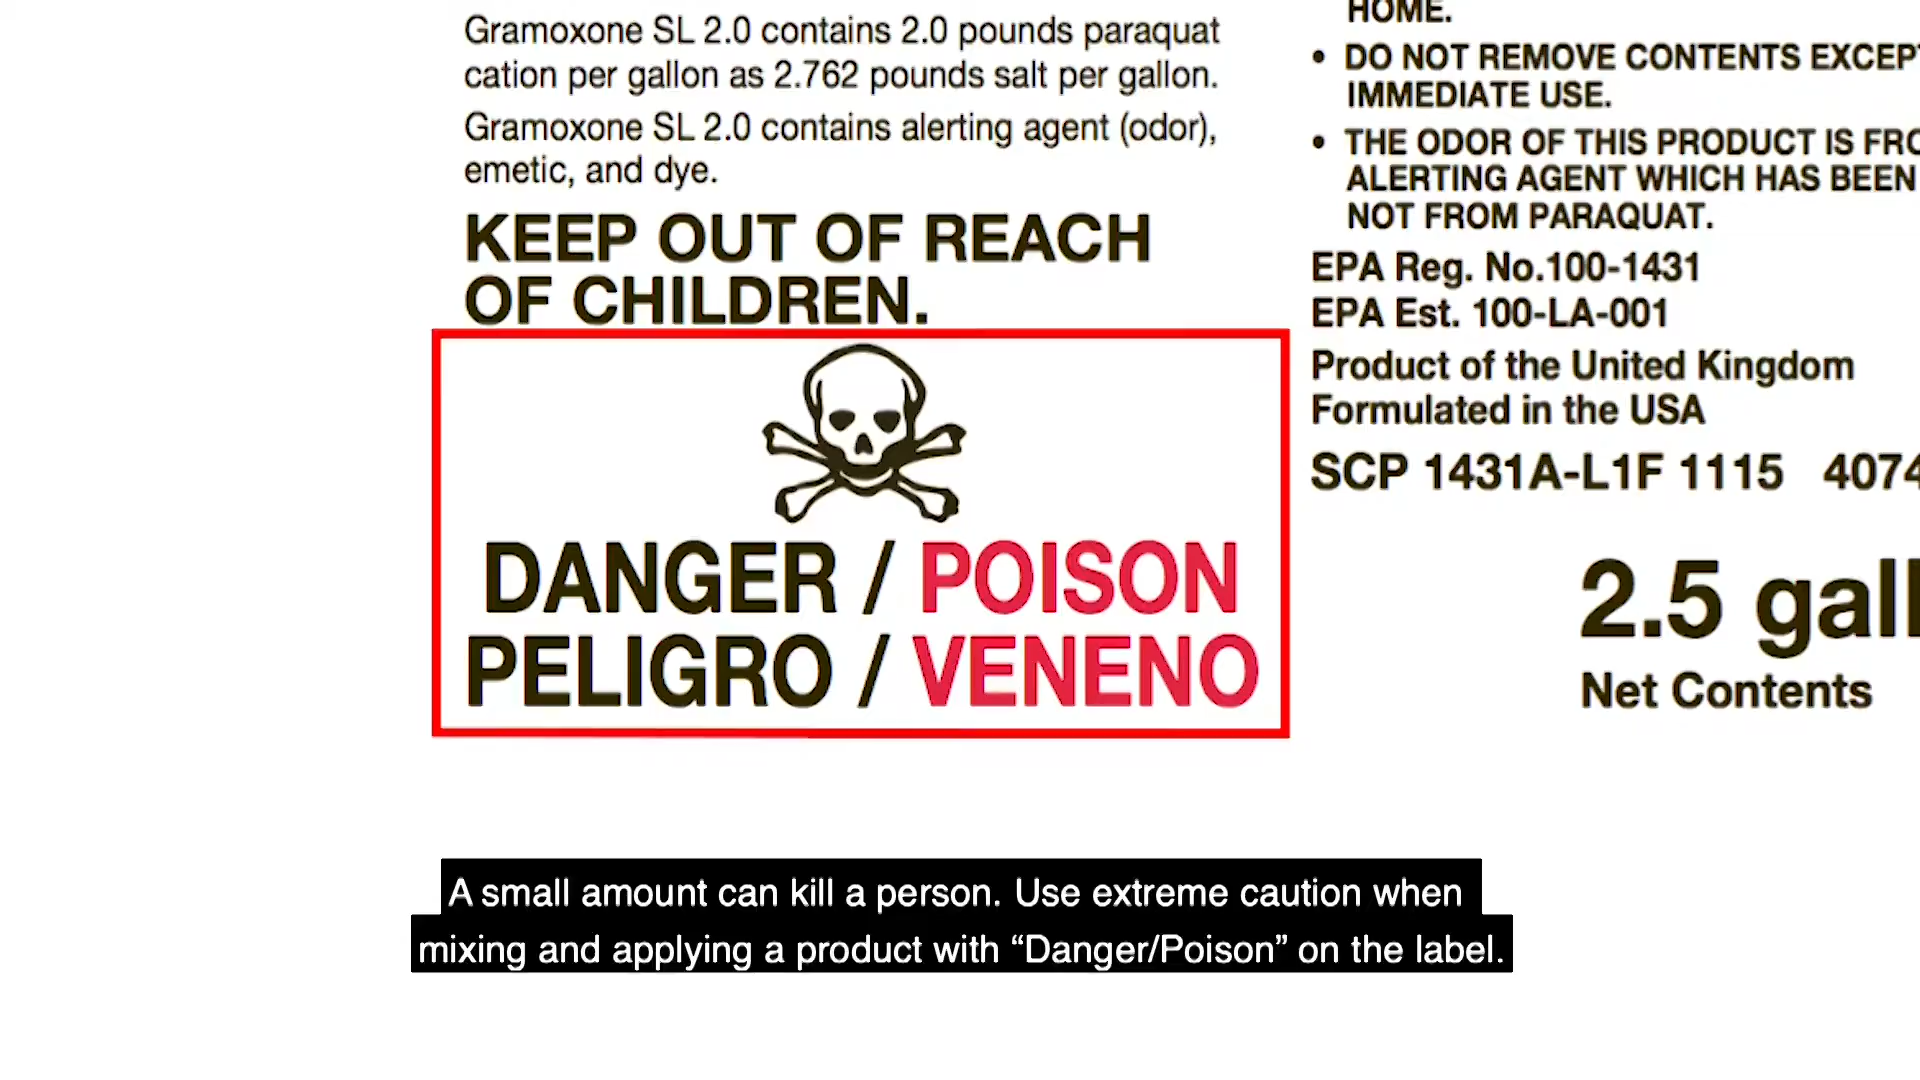 Gramoxone SL 2.0 contains 2.0 pounds paraquat
cation per gallon as 2.762 pounds salt per gallon.
Gramoxone SL 2.0 contains alerting agent (odor),
emetic, and dye.
KEEP OUT OF REACH
OF CHILDREN.
DANGER / POISON
PELIGRO / VENENO
HOME.
• DO NOT REMOVE CONTENTS EXCEPT
IMMEDIATE USE.
• THE ODOR OF THIS PRODUCT IS FRO
ALERTING AGENT WHICH HAS BEEN
NOT FROM PARAQUAT.
EPA Reg. No.100-1431
EPA Est. 100-LA-001
Product of the United Kingdom
Formulated in the USA
SCP 1431A-L1F 1115 4074
2.5 gall
Net Contents
A small amount can kill a person. Use extreme caution when
mixing and applying a product with “Danger/Poison” on the label.